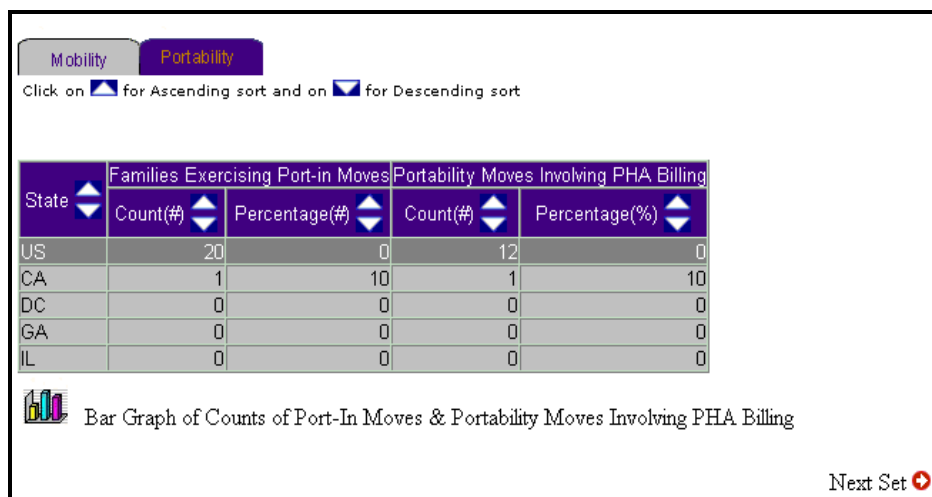 Mobility Portability
Click on for Ascending sort and on for Descending sort
State Families Exercising Port-in Moves Portability Moves Involving PHA Billing
Count(#) Percentage(#) Count(#) Percentage(%)
US 20 0 12 0
CA 1 10 1 10
DC 0 0 0 0
GA 0 0 0 0
IL 0 0 0 0
Bar Graph of Counts of Port-In Moves & Portability Moves Involving PHA Billing
Next Set